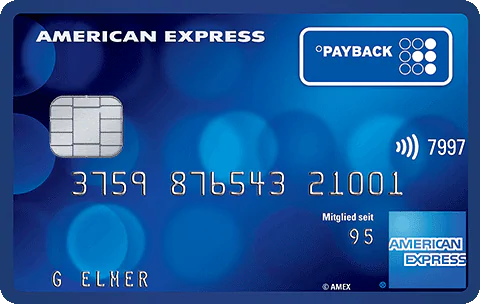 AMERICAN EXPRESS
°PAYBACK
7997
3759 876543 21001
Mitglied seit
95
AMERICAN
EXPRESS
G ELMER
© AMEX